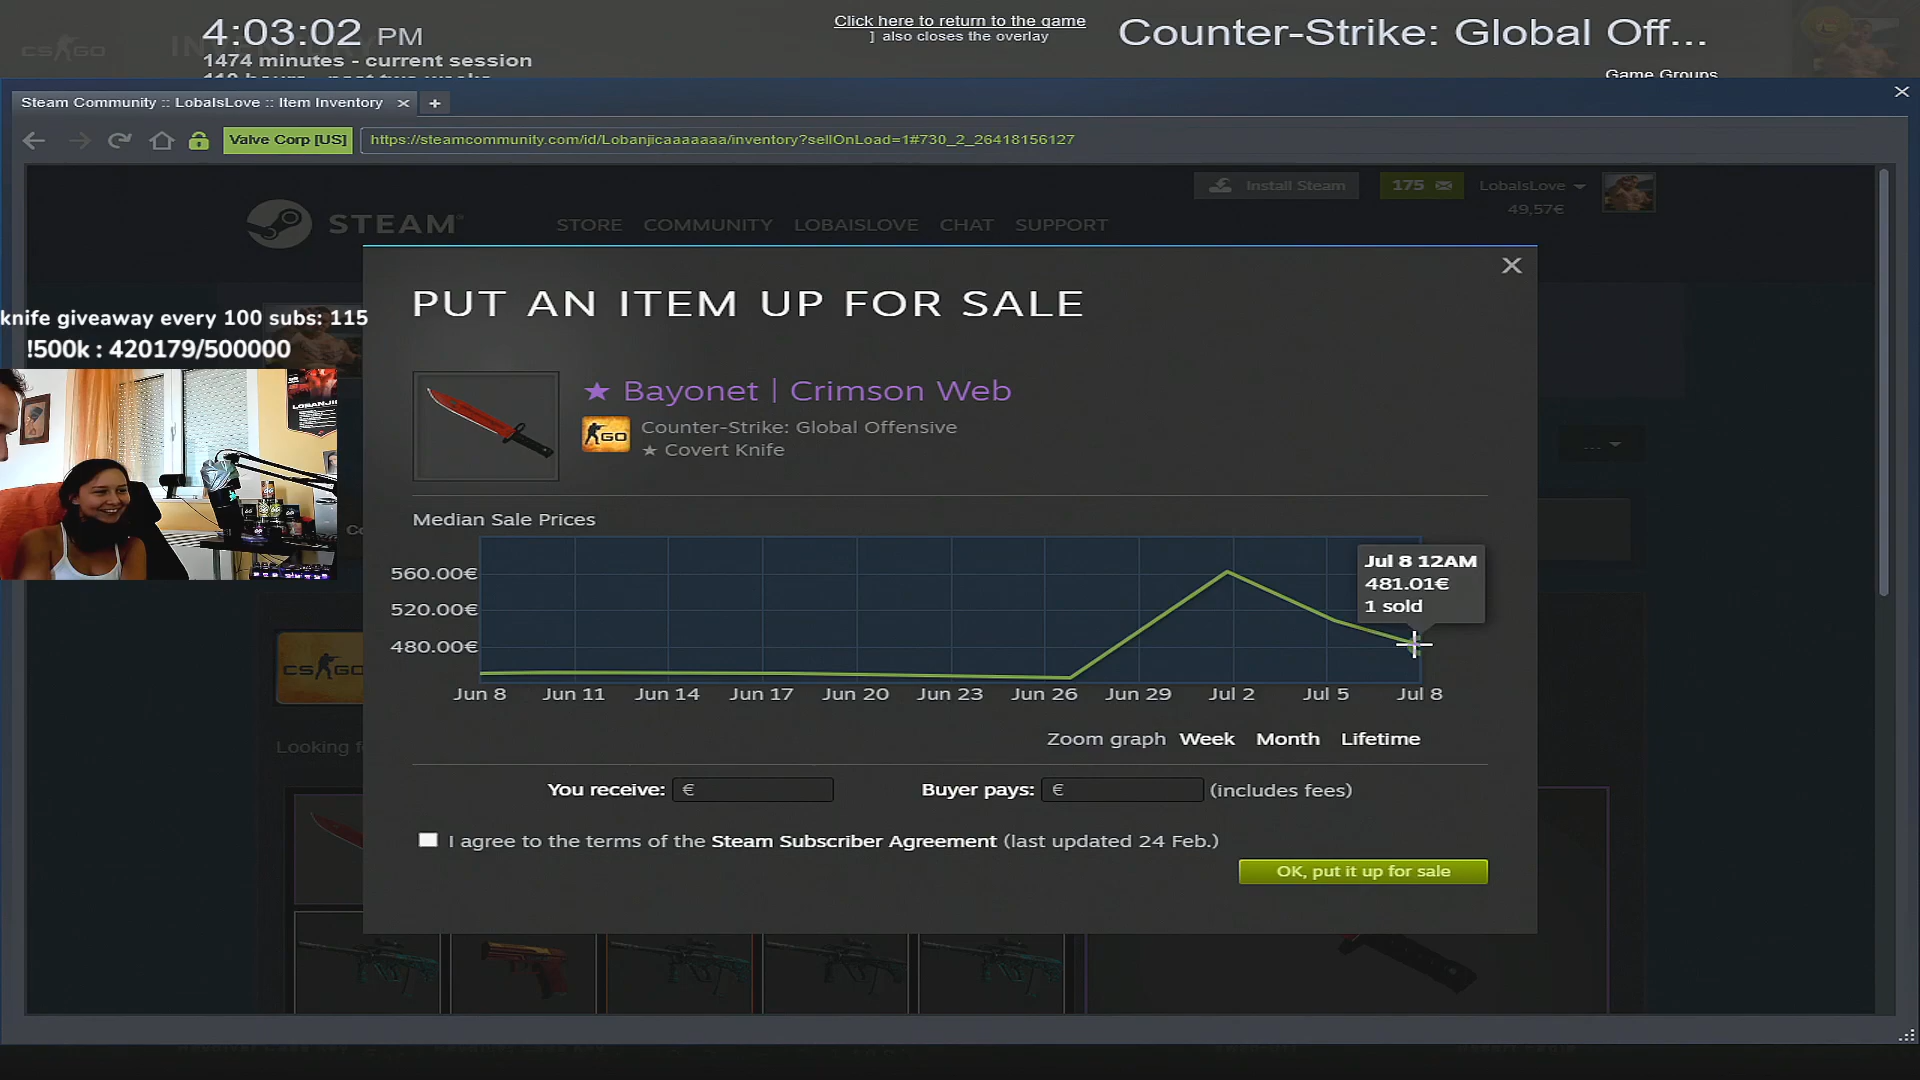 CS GO
4:03:02 PM
1474 minutes - current session
Click here to return to the game
] also closes the overlay
Counter-Strike: Global Off...
Game Groups
Steam Community :: LobaIsLove :: Item Inventory
Valve Corp [US]
https://steamcommunity.com/id/Lobanjicaaaaaaa/inventory?sellOnLoad=1#730_2_26418156127
Install Steam
175
LobaIsLove
49,57€
STEAM
STORE COMMUNITY LOBAISLOVE CHAT SUPPORT
PUT AN ITEM UP FOR SALE
knife giveaway every 100 subs: 115
!500k : 420179/500000
★ Bayonet | Crimson Web
GO
Counter-Strike: Global Offensive
★ Covert Knife
Median Sale Prices
560.00€
520.00€
480.00€
Jul 8 12AM
481.01€
1 sold
Jun 8 Jun 11 Jun 14 Jun 17 Jun 20 Jun 23 Jun 26 Jun 29 Jul 2 Jul 5 Jul 8
CS:GO
Looking f
Zoom graph Week Month Lifetime
You receive: €
Buyer pays: € (includes fees)
I agree to the terms of the Steam Subscriber Agreement (last updated 24 Feb.)
OK, put it up for sale